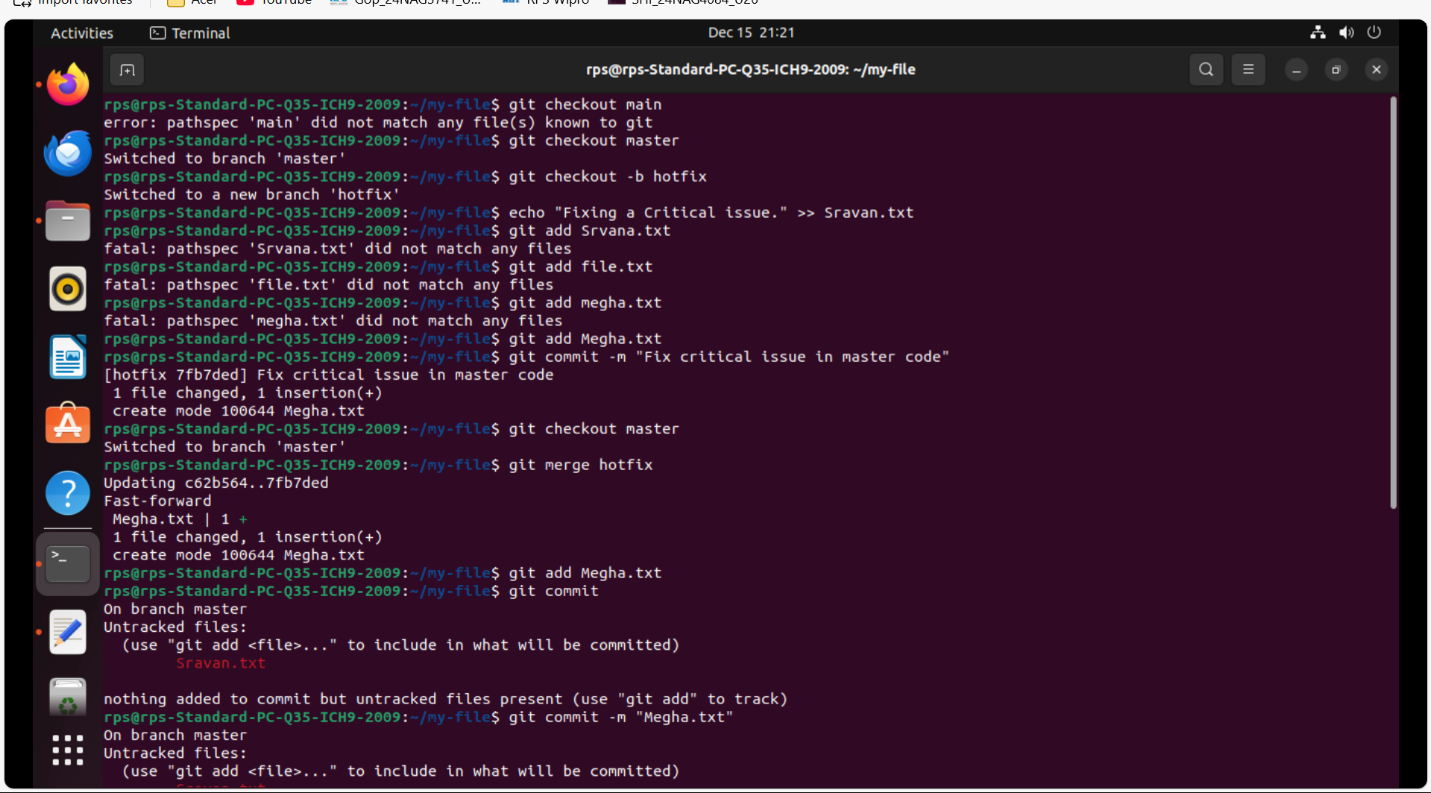 Import favorites Acer YouTube RPS Wipro
Activities Terminal Dec 15 21:21
rps@rps-Standard-PC-Q35-ICH9-2009: ~/my-file
rps@rps-Standard-PC-Q35-ICH9-2009:~/my-file$ git checkout main
error: pathspec 'main' did not match any file(s) known to git
rps@rps-Standard-PC-Q35-ICH9-2009:~/my-file$ git checkout master
Switched to branch 'master'
rps@rps-Standard-PC-Q35-ICH9-2009:~/my-file$ git checkout -b hotfix
Switched to a new branch 'hotfix'
rps@rps-Standard-PC-Q35-ICH9-2009:~/my-file$ echo "Fixing a Critical issue." >> Sravan.txt
rps@rps-Standard-PC-Q35-ICH9-2009:~/my-file$ git add Srvana.txt
fatal: pathspec 'Srvana.txt' did not match any files
rps@rps-Standard-PC-Q35-ICH9-2009:~/my-file$ git add file.txt
fatal: pathspec 'file.txt' did not match any files
rps@rps-Standard-PC-Q35-ICH9-2009:~/my-file$ git add megha.txt
fatal: pathspec 'megha.txt' did not match any files
rps@rps-Standard-PC-Q35-ICH9-2009:~/my-file$ git add Megha.txt
rps@rps-Standard-PC-Q35-ICH9-2009:~/my-file$ git commit -m "Fix critical issue in master code"
[hotfix 7fb7ded] Fix critical issue in master code
 1 file changed, 1 insertion(+)
 create mode 100644 Megha.txt
rps@rps-Standard-PC-Q35-ICH9-2009:~/my-file$ git checkout master
Switched to branch 'master'
rps@rps-Standard-PC-Q35-ICH9-2009:~/my-file$ git merge hotfix
Updating c62b564..7fb7ded
Fast-forward
 Megha.txt | 1 +
 1 file changed, 1 insertion(+)
 create mode 100644 Megha.txt
rps@rps-Standard-PC-Q35-ICH9-2009:~/my-file$ git add Megha.txt
rps@rps-Standard-PC-Q35-ICH9-2009:~/my-file$ git commit
On branch master
Untracked files:
  (use "git add <file>..." to include in what will be committed)
        Sravan.txt
nothing added to commit but untracked files present (use "git add" to track)
rps@rps-Standard-PC-Q35-ICH9-2009:~/my-file$ git commit -m "Megha.txt"
On branch master
Untracked files:
  (use "git add <file>..." to include in what will be committed)